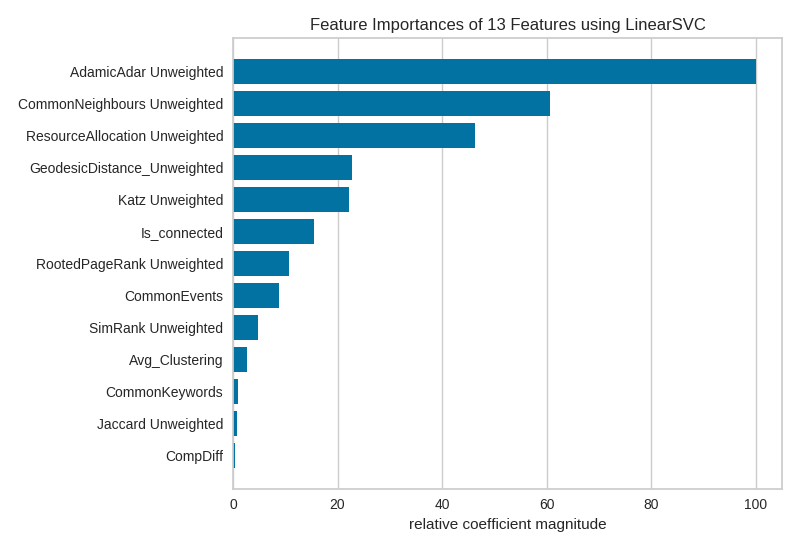 Feature Importances of 13 Features using LinearSVC
AdamicAdar Unweighted
CommonNeighbours Unweighted
ResourceAllocation Unweighted
GeodesicDistance_Unweighted
Katz Unweighted
Is_connected
RootedPageRank Unweighted
CommonEvents
SimRank Unweighted
Avg_Clustering
CommonKeywords
Jaccard Unweighted
CompDiff
0 20 40 60 80 100
relative coefficient magnitude